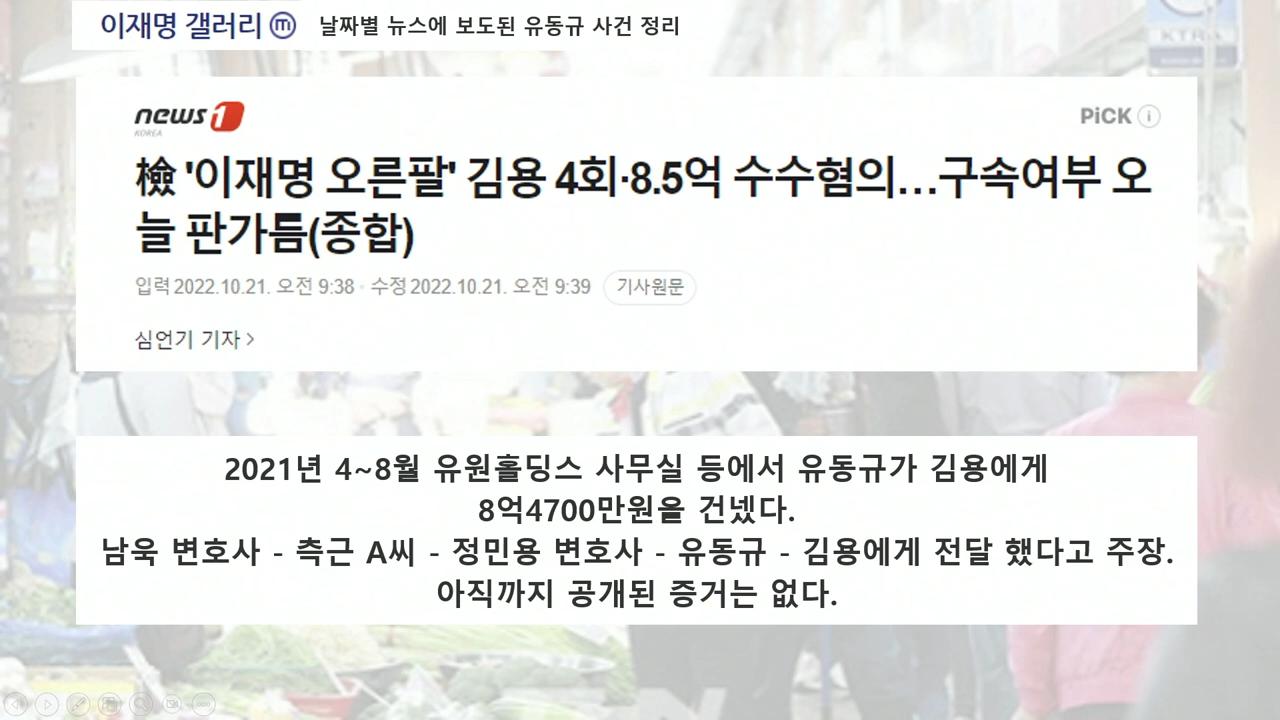 이재명 갤러리 ⓜ 날짜별 뉴스에 보도된 유동규 사건 정리
KTRA
news1
KOREA
PiCK i
檢 '이재명 오른팔' 김용 4회·8.5억 수수혐의…구속여부 오
늘 판가름(종합)
입력 2022.10.21. 오전 9:38 · 수정 2022.10.21. 오전 9:39 기사원문
심언기 기자 >
2021년 4~8월 유원홀딩스 사무실 등에서 유동규가 김용에게
8억4700만원을 건넸다.
남욱 변호사 - 측근 A씨 - 정민용 변호사 - 유동규 - 김용에게 전달 했다고 주장.
아직까지 공개된 증거는 없다.